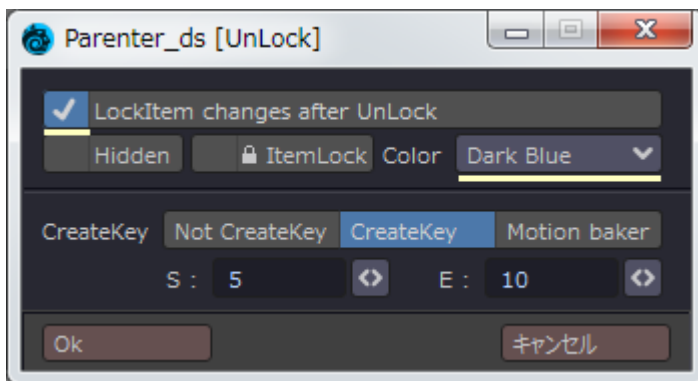 Parenter_ds [UnLock]
LockItem changes after UnLock
Hidden ItemLock Color Dark Blue
CreateKey Not CreateKey CreateKey Motion baker
S : 5 E : 10
Ok キャンセル